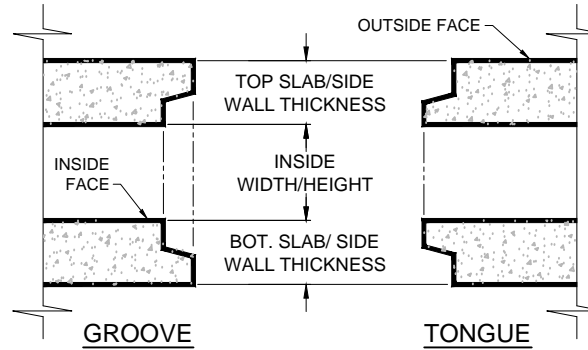 OUTSIDE FACE
TOP SLAB/SIDE
WALL THICKNESS
INSIDE
FACE
INSIDE
WIDTH/HEIGHT
BOT. SLAB/ SIDE
WALL THICKNESS
GROOVE
TONGUE